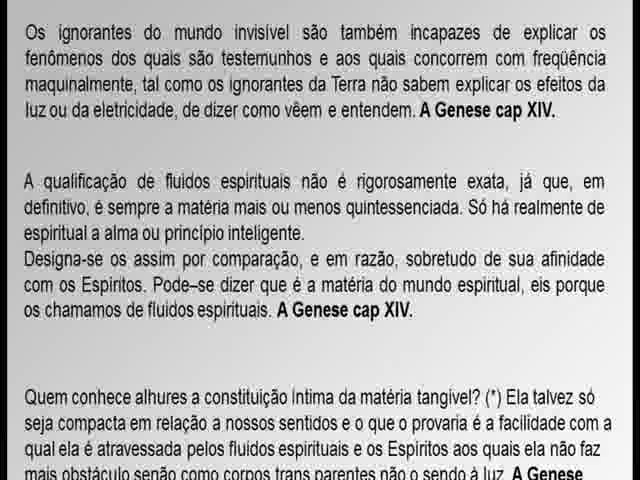 Os ignorantes do mundo invisível são também incapazes de explicar os
fenômenos dos quais são testemunhos e aos quais concorrem com freqüência
maquinalmente, tal como os ignorantes da Terra não sabem explicar os efeitos da
luz ou da eletricidade, de dizer como vêem e entendem. A Genese cap XIV.
A qualificação de fluidos espirituais não é rigorosamente exata, já que, em
definitivo, é sempre a matéria mais ou menos quintessenciada. Só há realmente de
espiritual a alma ou princípio inteligente.
Designa-se os assim por comparação, e em razão, sobretudo de sua afinidade
com os Espiritos. Pode–se dizer que é a matéria do mundo espiritual, eis porque
os chamamos de fluidos espirituais. A Genese cap XIV.
Quem conhece alhures a constituição íntima da matéria tangível? (*) Ela talvez só
seja compacta em relação a nossos sentidos e o que o provaria é a facilidade com a
qual ela é atravessada pelos fluidos espirituais e os Espíritos aos quais ela não faz
mais obstáculo senão como corpos trans parentes não o sendo à luz. A Genese